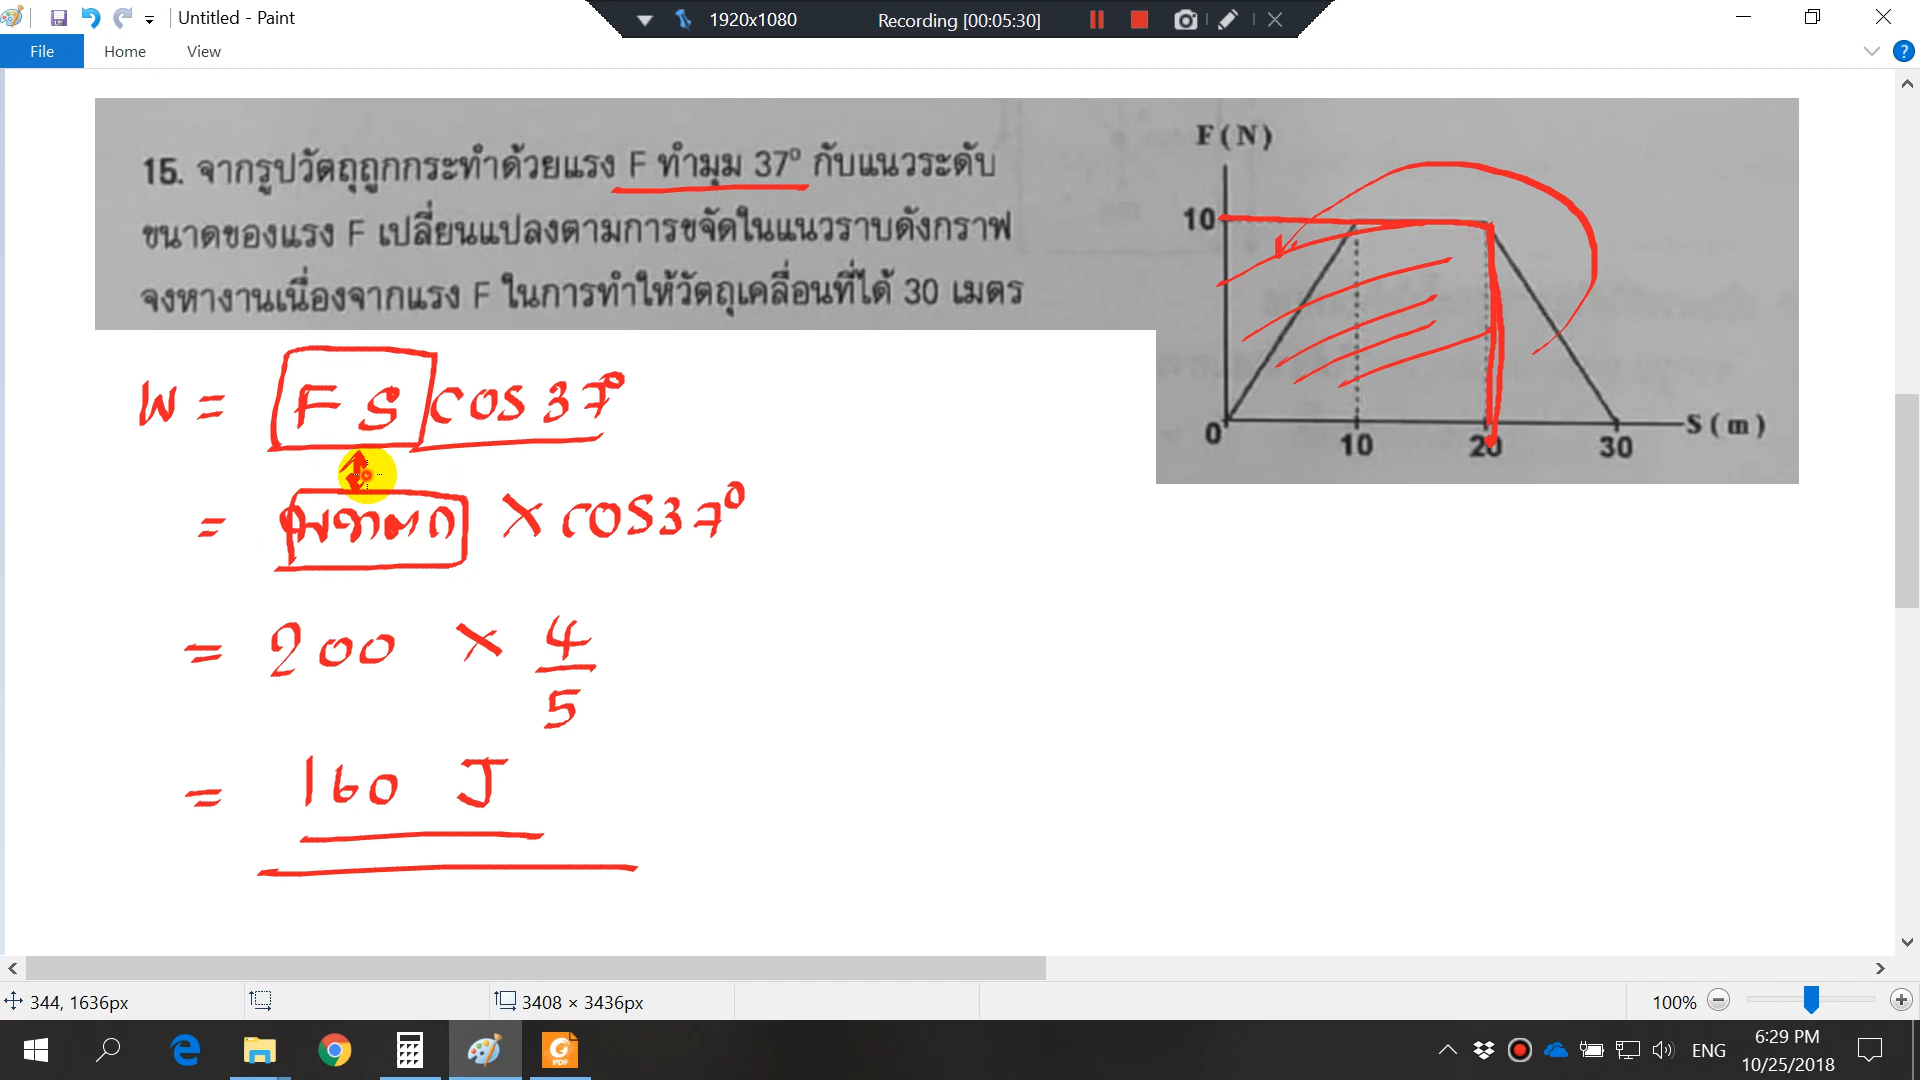 Untitled - Paint
1920x1080
Recording [00:05:30]
File
Home
View
15. จากรูปวัตถุถูกกระทำด้วยแรง F ทำมุม 37° กับแนวระดับ
ขนาดของแรง F เปลี่ยนแปลงตามการขจัดในแนวราบดังกราฟ
จงหางานเนื่องจากแรง F ในการทำให้วัตถุเคลื่อนที่ได้ 30 เมตร
F(N)
10
0
10
20
30
S(m)
W = F S cos 37°
= พ.ท.กราฟ × cos 37°
= 200 × 4/5
= 160 J
344, 1636px
3408 × 3436px
100%
PDF
ENG
6:29 PM
10/25/2018